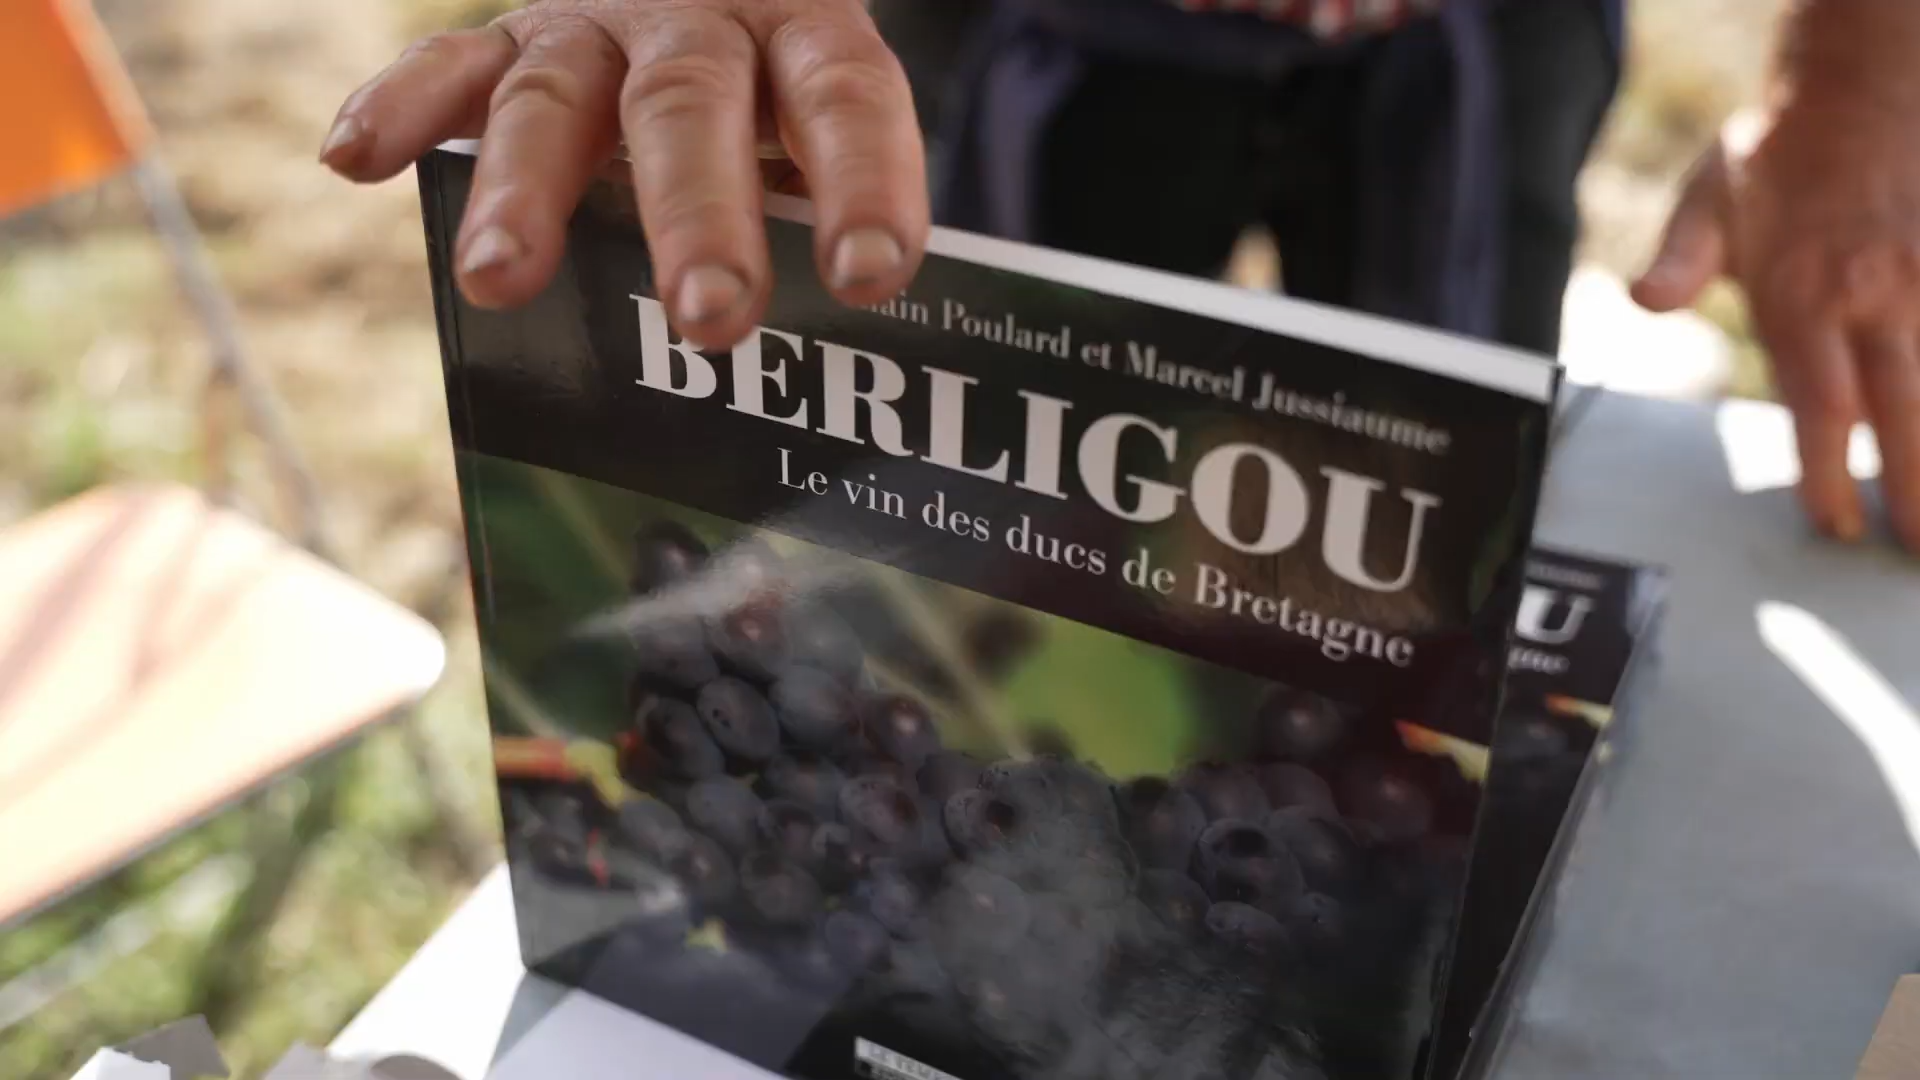 Poulard et Marcel Jussiaume
BERLIGOU
Le vin des ducs de Bretagne
U